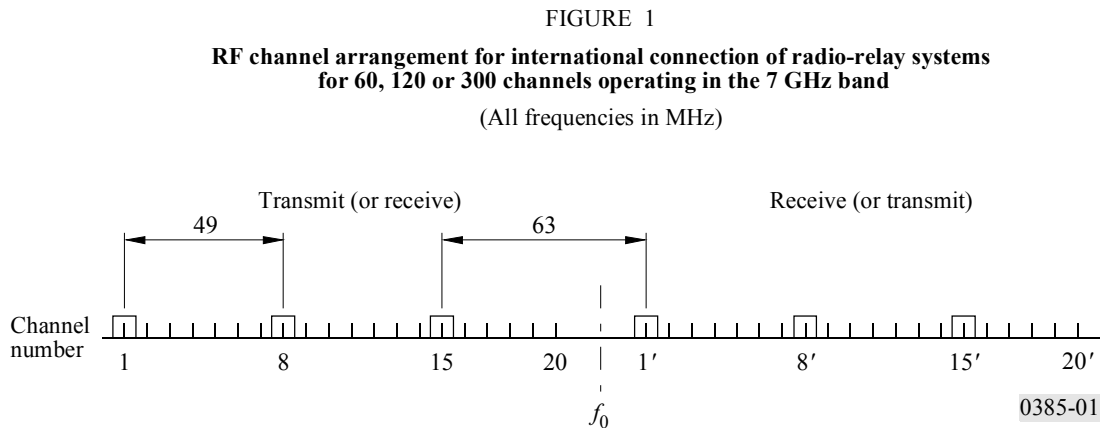 FIGURE 1
RF channel arrangement for international connection of radio-relay systems
for 60, 120 or 300 channels operating in the 7 GHz band
(All frequencies in MHz)
Transmit (or receive)
Receive (or transmit)
49
63
Channel
number
1
8
15
20
1′
8′
15′
20′
f0
0385-01